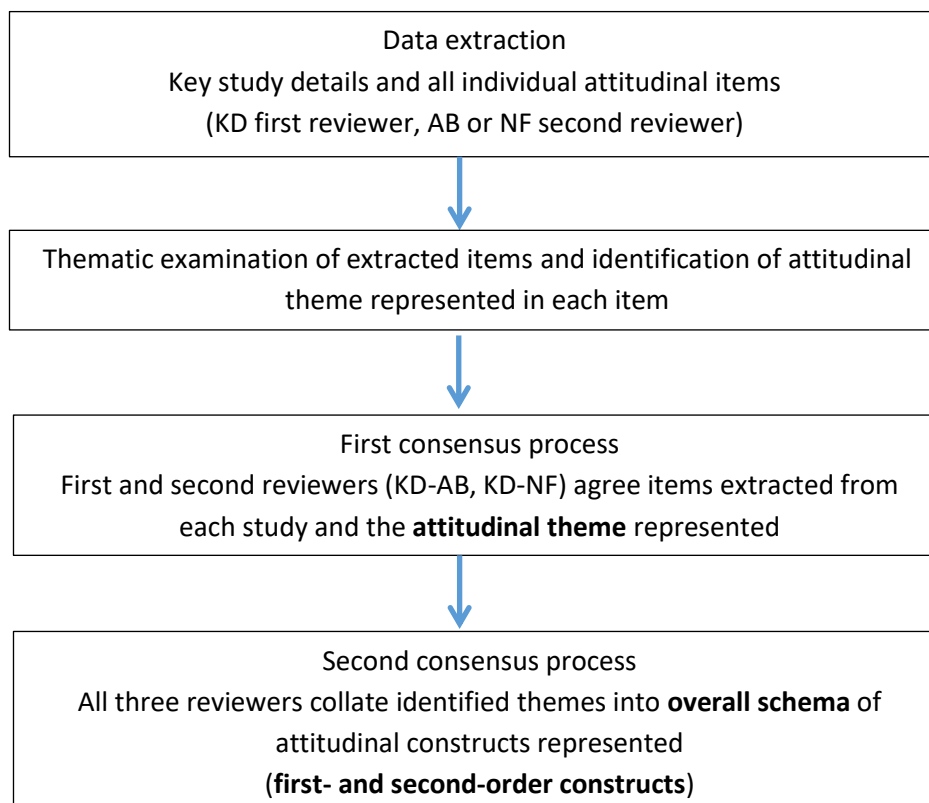 Data extraction
Key study details and all individual attitudinal items
(KD first reviewer, AB or NF second reviewer)
Thematic examination of extracted items and identification of attitudinal
theme represented in each item
First consensus process
First and second reviewers (KD-AB, KD-NF) agree items extracted from
each study and the attitudinal theme represented
Second consensus process
All three reviewers collate identified themes into overall schema of
attitudinal constructs represented
(first- and second-order constructs)